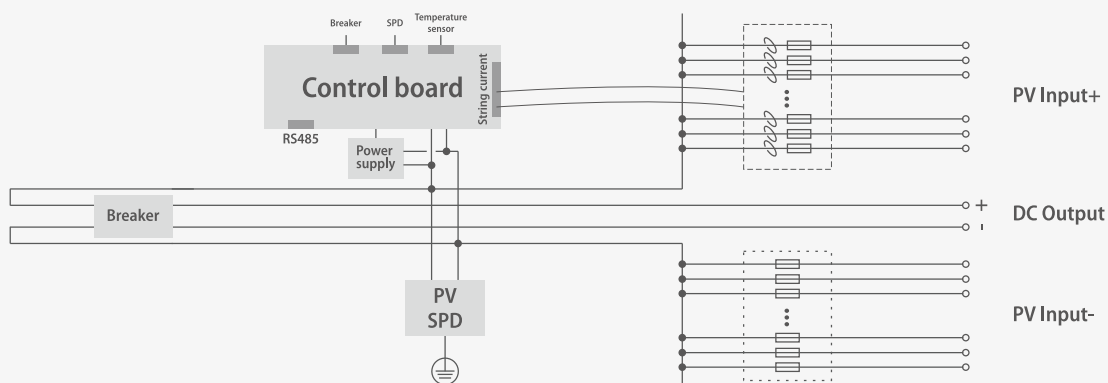 Breaker
SPD
Temperature
sensor
Control board
String current
RS485
Power
supply
PV Input+
Breaker
+
-
DC Output
PV
SPD
PV Input-